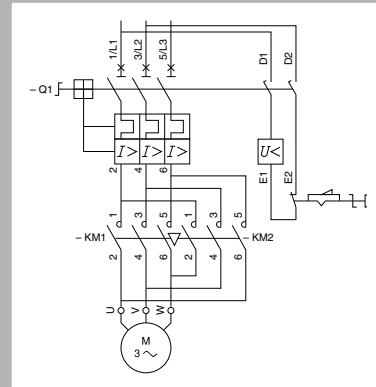 1/L1 3/L2 5/L3 D1 D2
– Q1
I> I> I> U<
2 4 6 E1 E2
1 3 5 1 3 5
– KM1 – KM2
2 4 6 2 4 6
U V W
M
3 ~